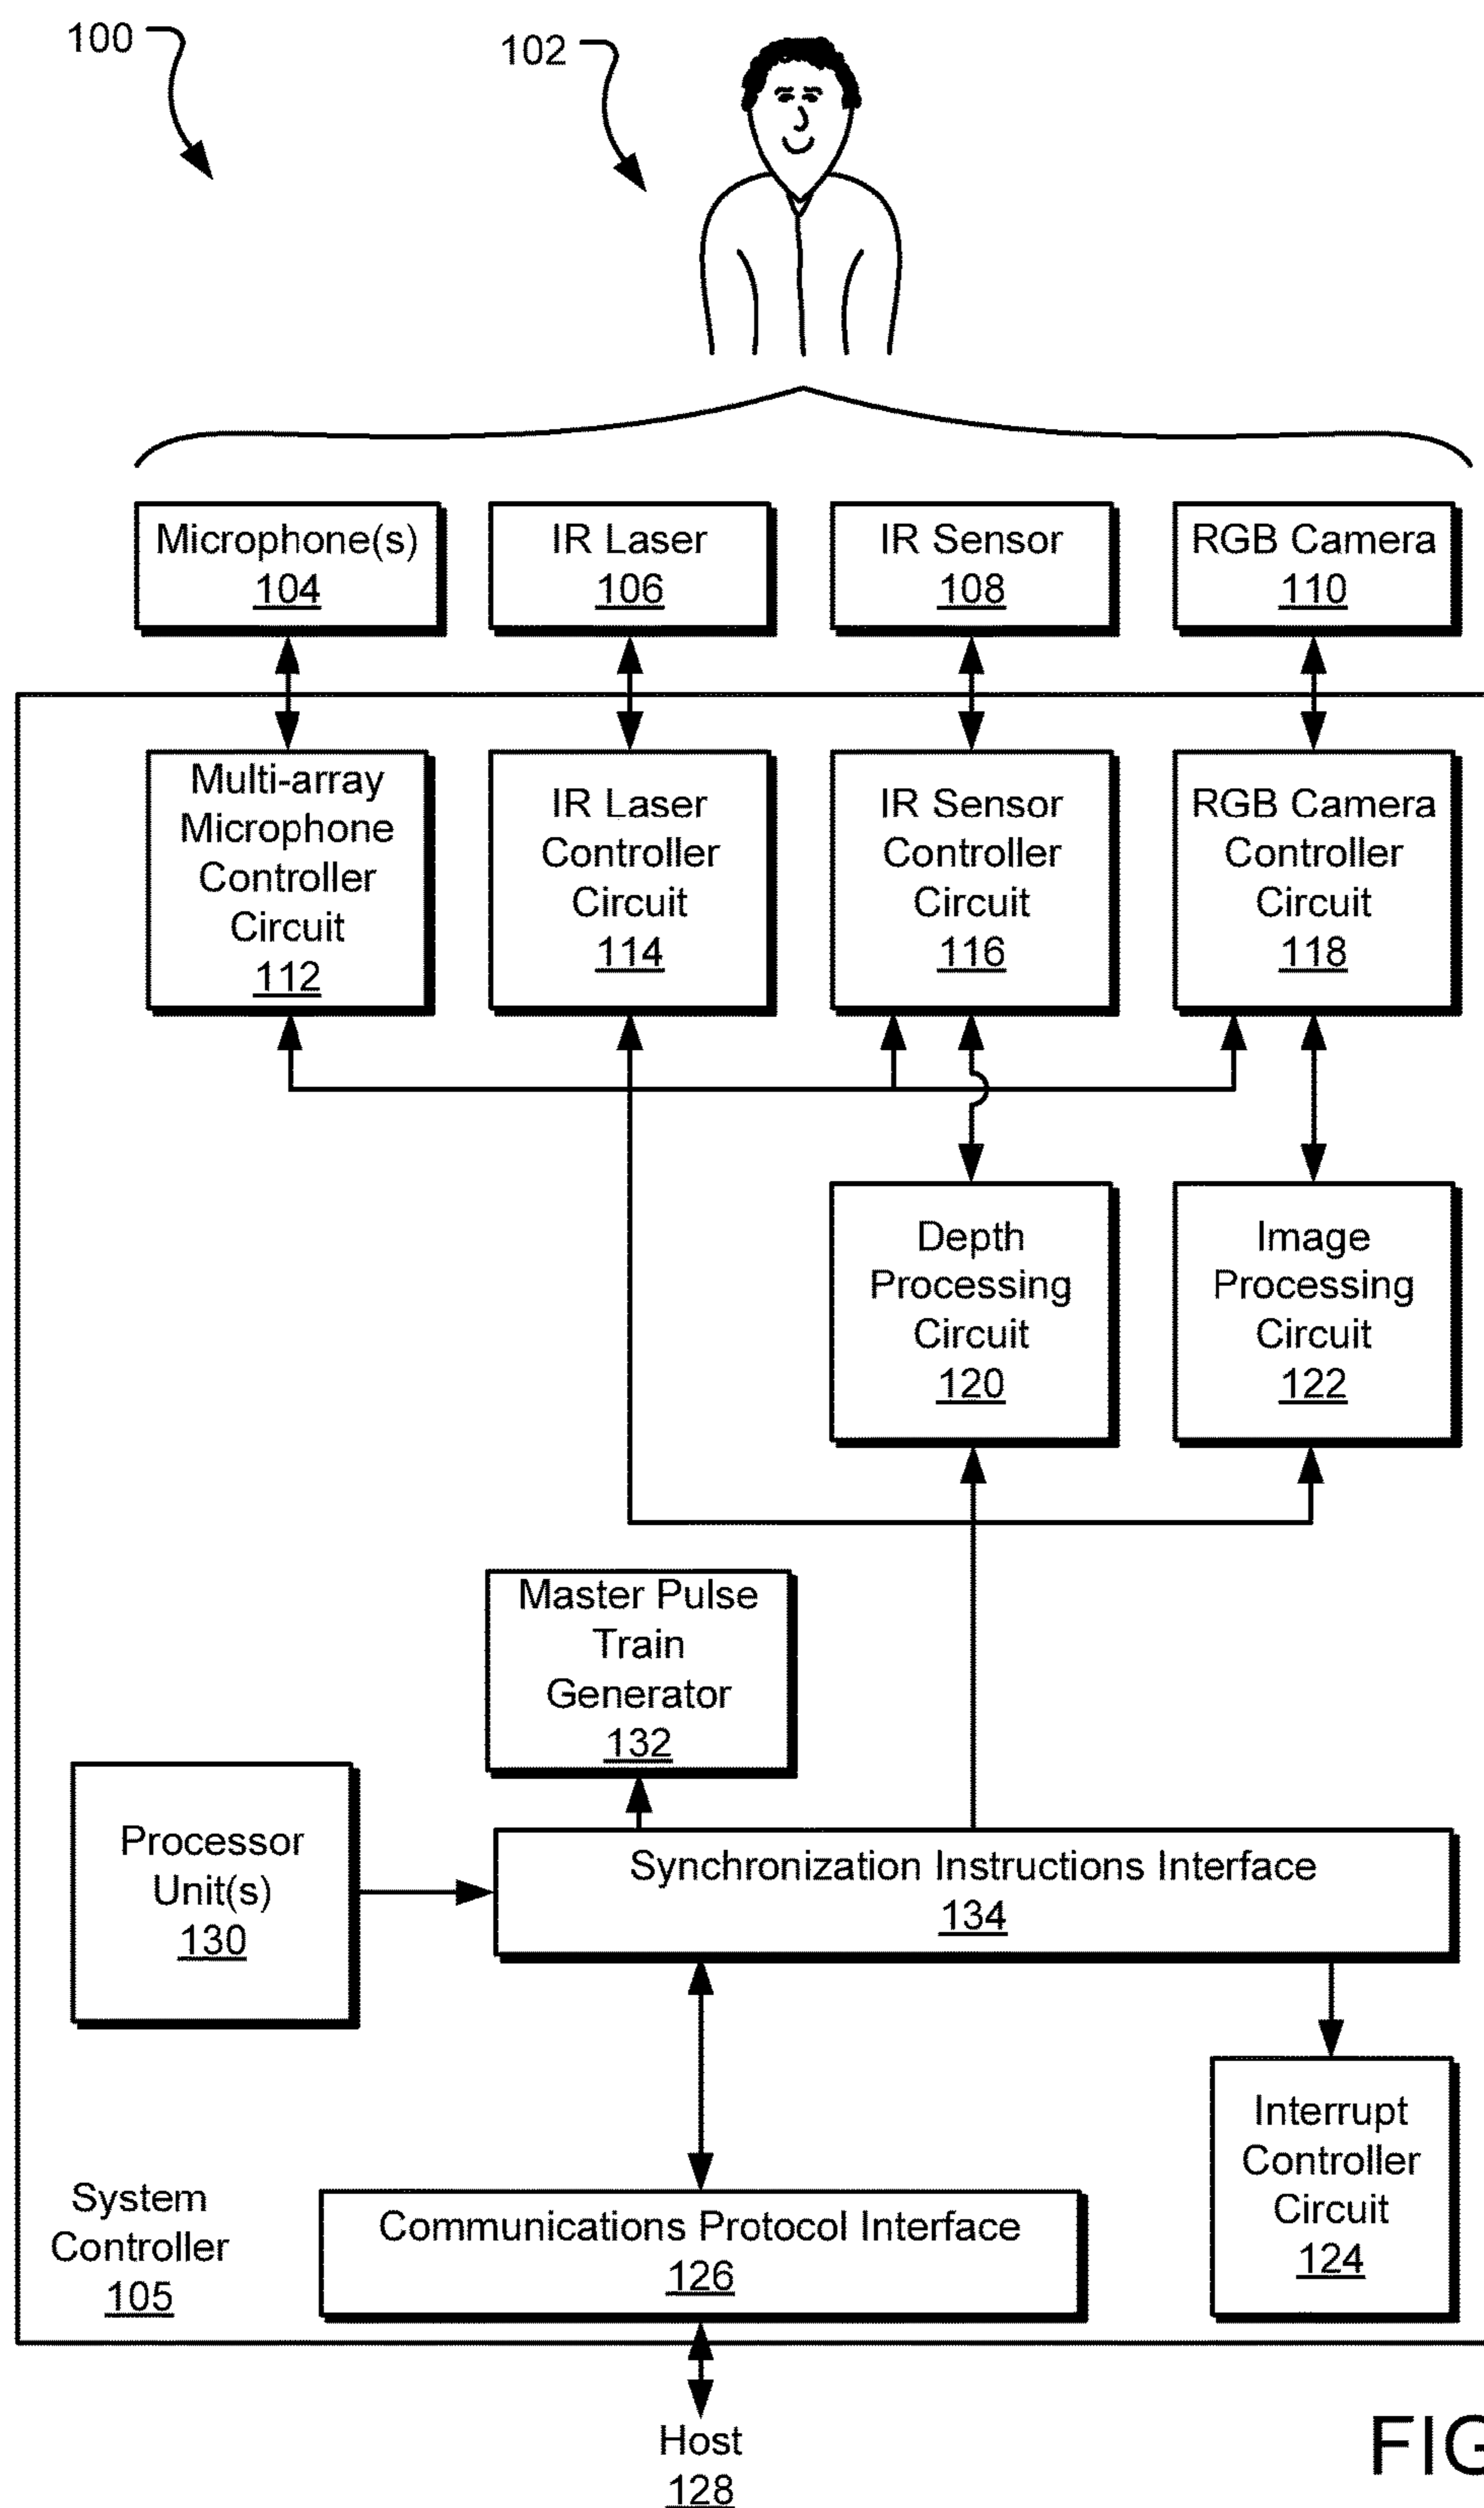 100
102
Microphone(s)
104
IR Laser
106
IR Sensor
108
RGB Camera
110
Multi-array
Microphone
Controller
Circuit
112
IR Laser
Controller
Circuit
114
IR Sensor
Controller
Circuit
116
RGB Camera
Controller
Circuit
118
Depth
Processing
Circuit
120
Image
Processing
Circuit
122
Master Pulse
Train
Generator
132
Processor
Unit(s)
130
Synchronization Instructions Interface
134
Interrupt
Controller
Circuit
124
System
Controller
105
Communications Protocol Interface
126
Host
128
FIG